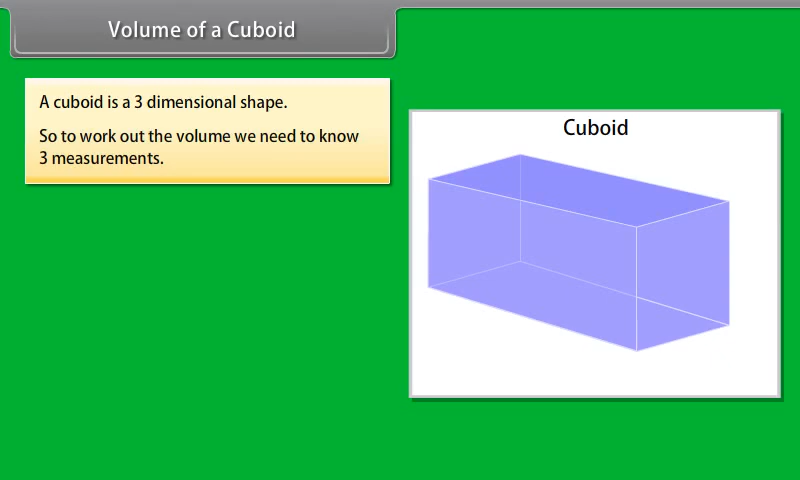 Volume of a Cuboid
A cuboid is a 3 dimensional shape.
So to work out the volume we need to know
3 measurements.
Cuboid